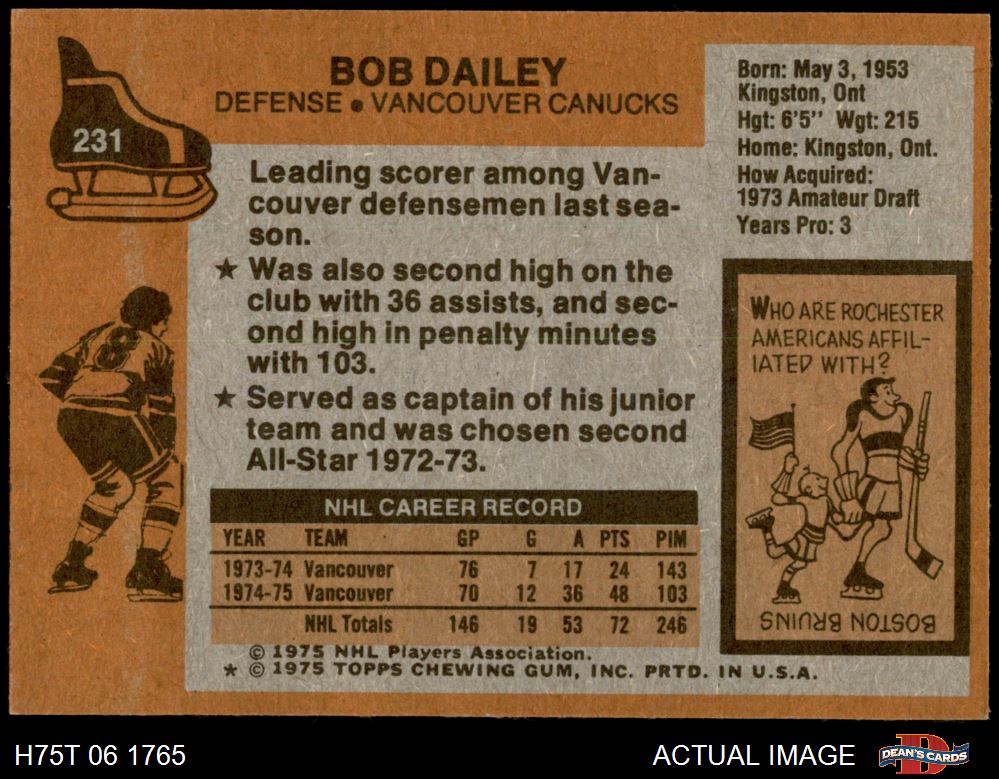 231
BOB DAILEY
DEFENSE • VANCOUVER CANUCKS
Born: May 3, 1953
Kingston, Ont
Hgt: 6'5'' Wgt: 215
Home: Kingston, Ont.
How Acquired:
1973 Amateur Draft
Years Pro: 3
Leading scorer among Van-
couver defensemen last sea-
son.
★ Was also second high on the
club with 36 assists, and sec-
ond high in penalty minutes
with 103.
★ Served as captain of his junior
team and was chosen second
All-Star 1972-73.
NHL CAREER RECORD
YEAR TEAM GP G A PTS PIM
1973-74 Vancouver 76 7 17 24 143
1974-75 Vancouver 70 12 36 48 103
NHL Totals 146 19 53 72 246
© 1975 NHL Players Association.
* © 1975 TOPPS CHEWING GUM, INC. PRTD. IN U.S.A.
WHO ARE ROCHESTER
AMERICANS AFFIL-
IATED WITH?
BOSTON BRUINS
H75T 06 1765
ACTUAL IMAGE
D
DEAN'S CARDS